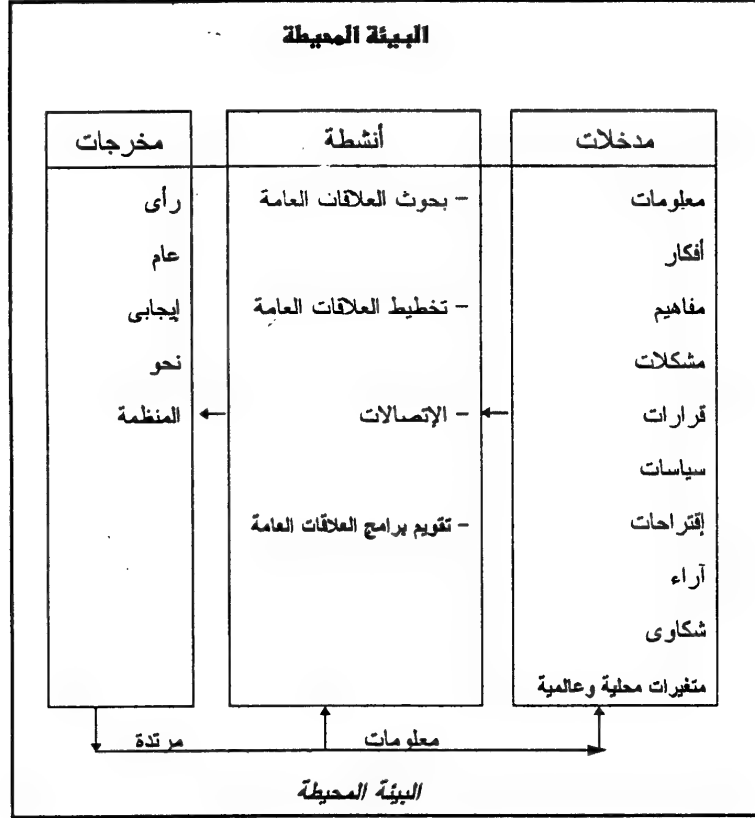 البيئة المحيطة
مدخلات
معلومات
أفكار
مفاهيم
مشكلات
قرارات
سياسات
إقتراحات
آراء
شكاوى
متغيرات محلية وعالمية
أنشطة
- بحوث العلاقات العامة
- تخطيط العلاقات العامة
- الإتصالات
- تقويم برامج العلاقات العامة
مخرجات
رأى
عام
إيجابى
نحو
المنظمة
معلومات مرتدة
البيئة المحيطة